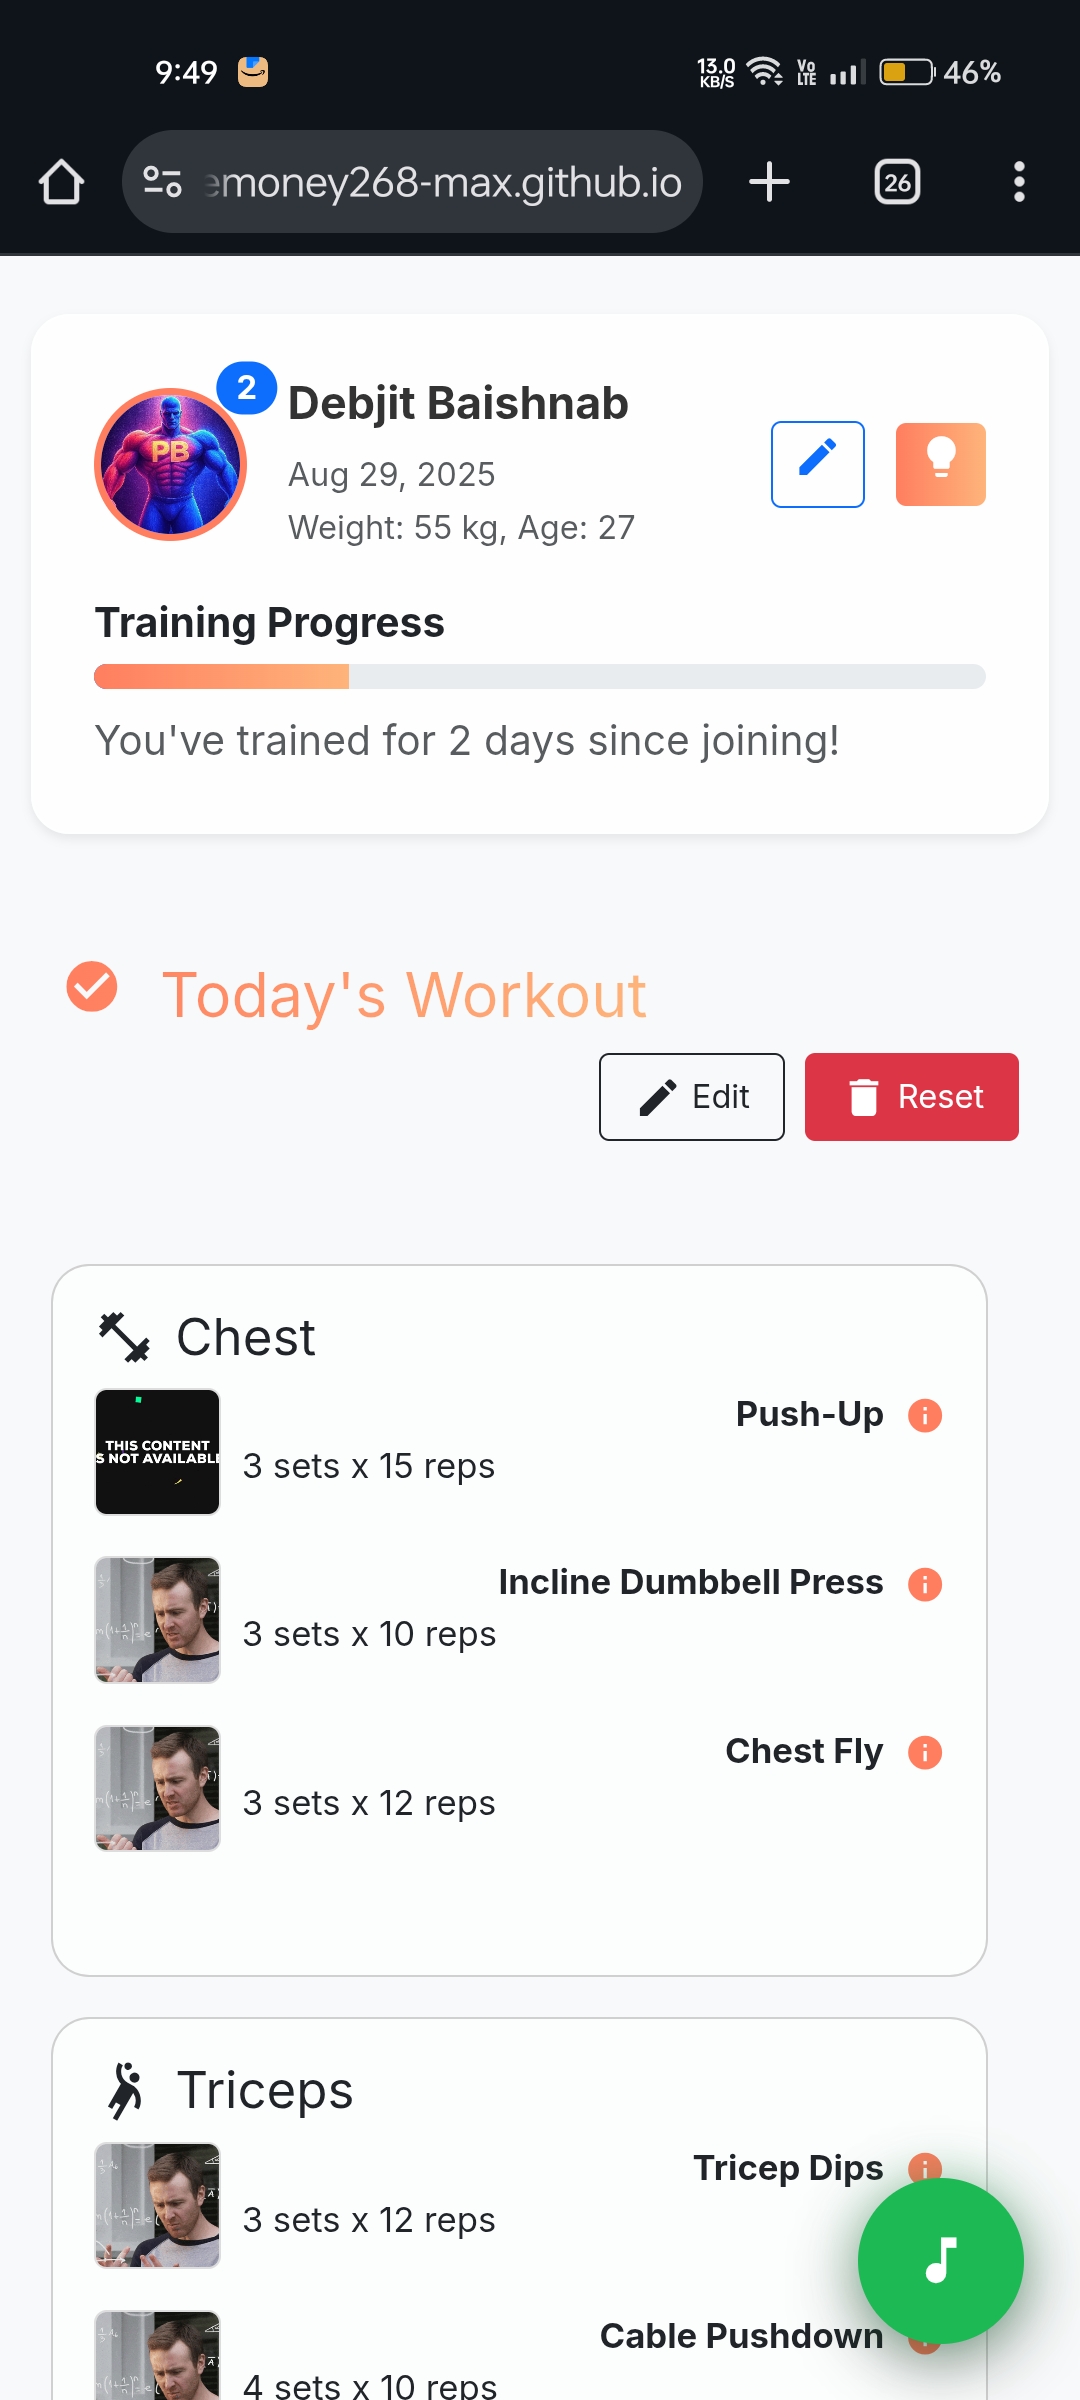 9:49
13.0
KB/S
Vo
LTE
46%
emoney268-max.github.io
26
2
Debjit Baishnab
PB
Aug 29, 2025
Weight: 55 kg, Age: 27
Training Progress
You've trained for 2 days since joining!
Today's Workout
Edit
Reset
Chest
Push-Up
THIS CONTENT
S NOT AVAILABLE
3 sets x 15 reps
Incline Dumbbell Press
3 sets x 10 reps
Chest Fly
3 sets x 12 reps
Triceps
Tricep Dips
3 sets x 12 reps
Cable Pushdown
4 sets x 10 reps